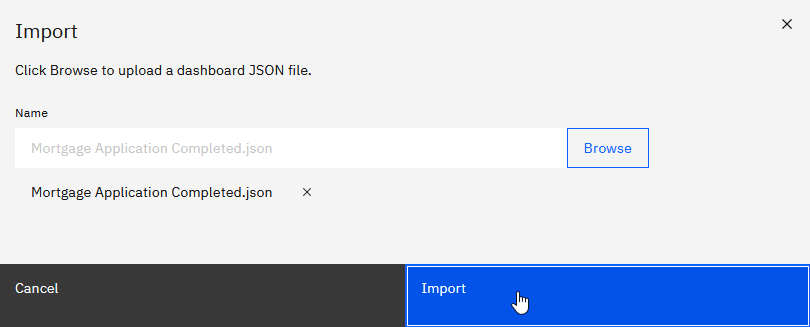 Import
Click Browse to upload a dashboard JSON file.
Name
Mortgage Application Completed.json
Browse
Mortgage Application Completed.json
Cancel
Import